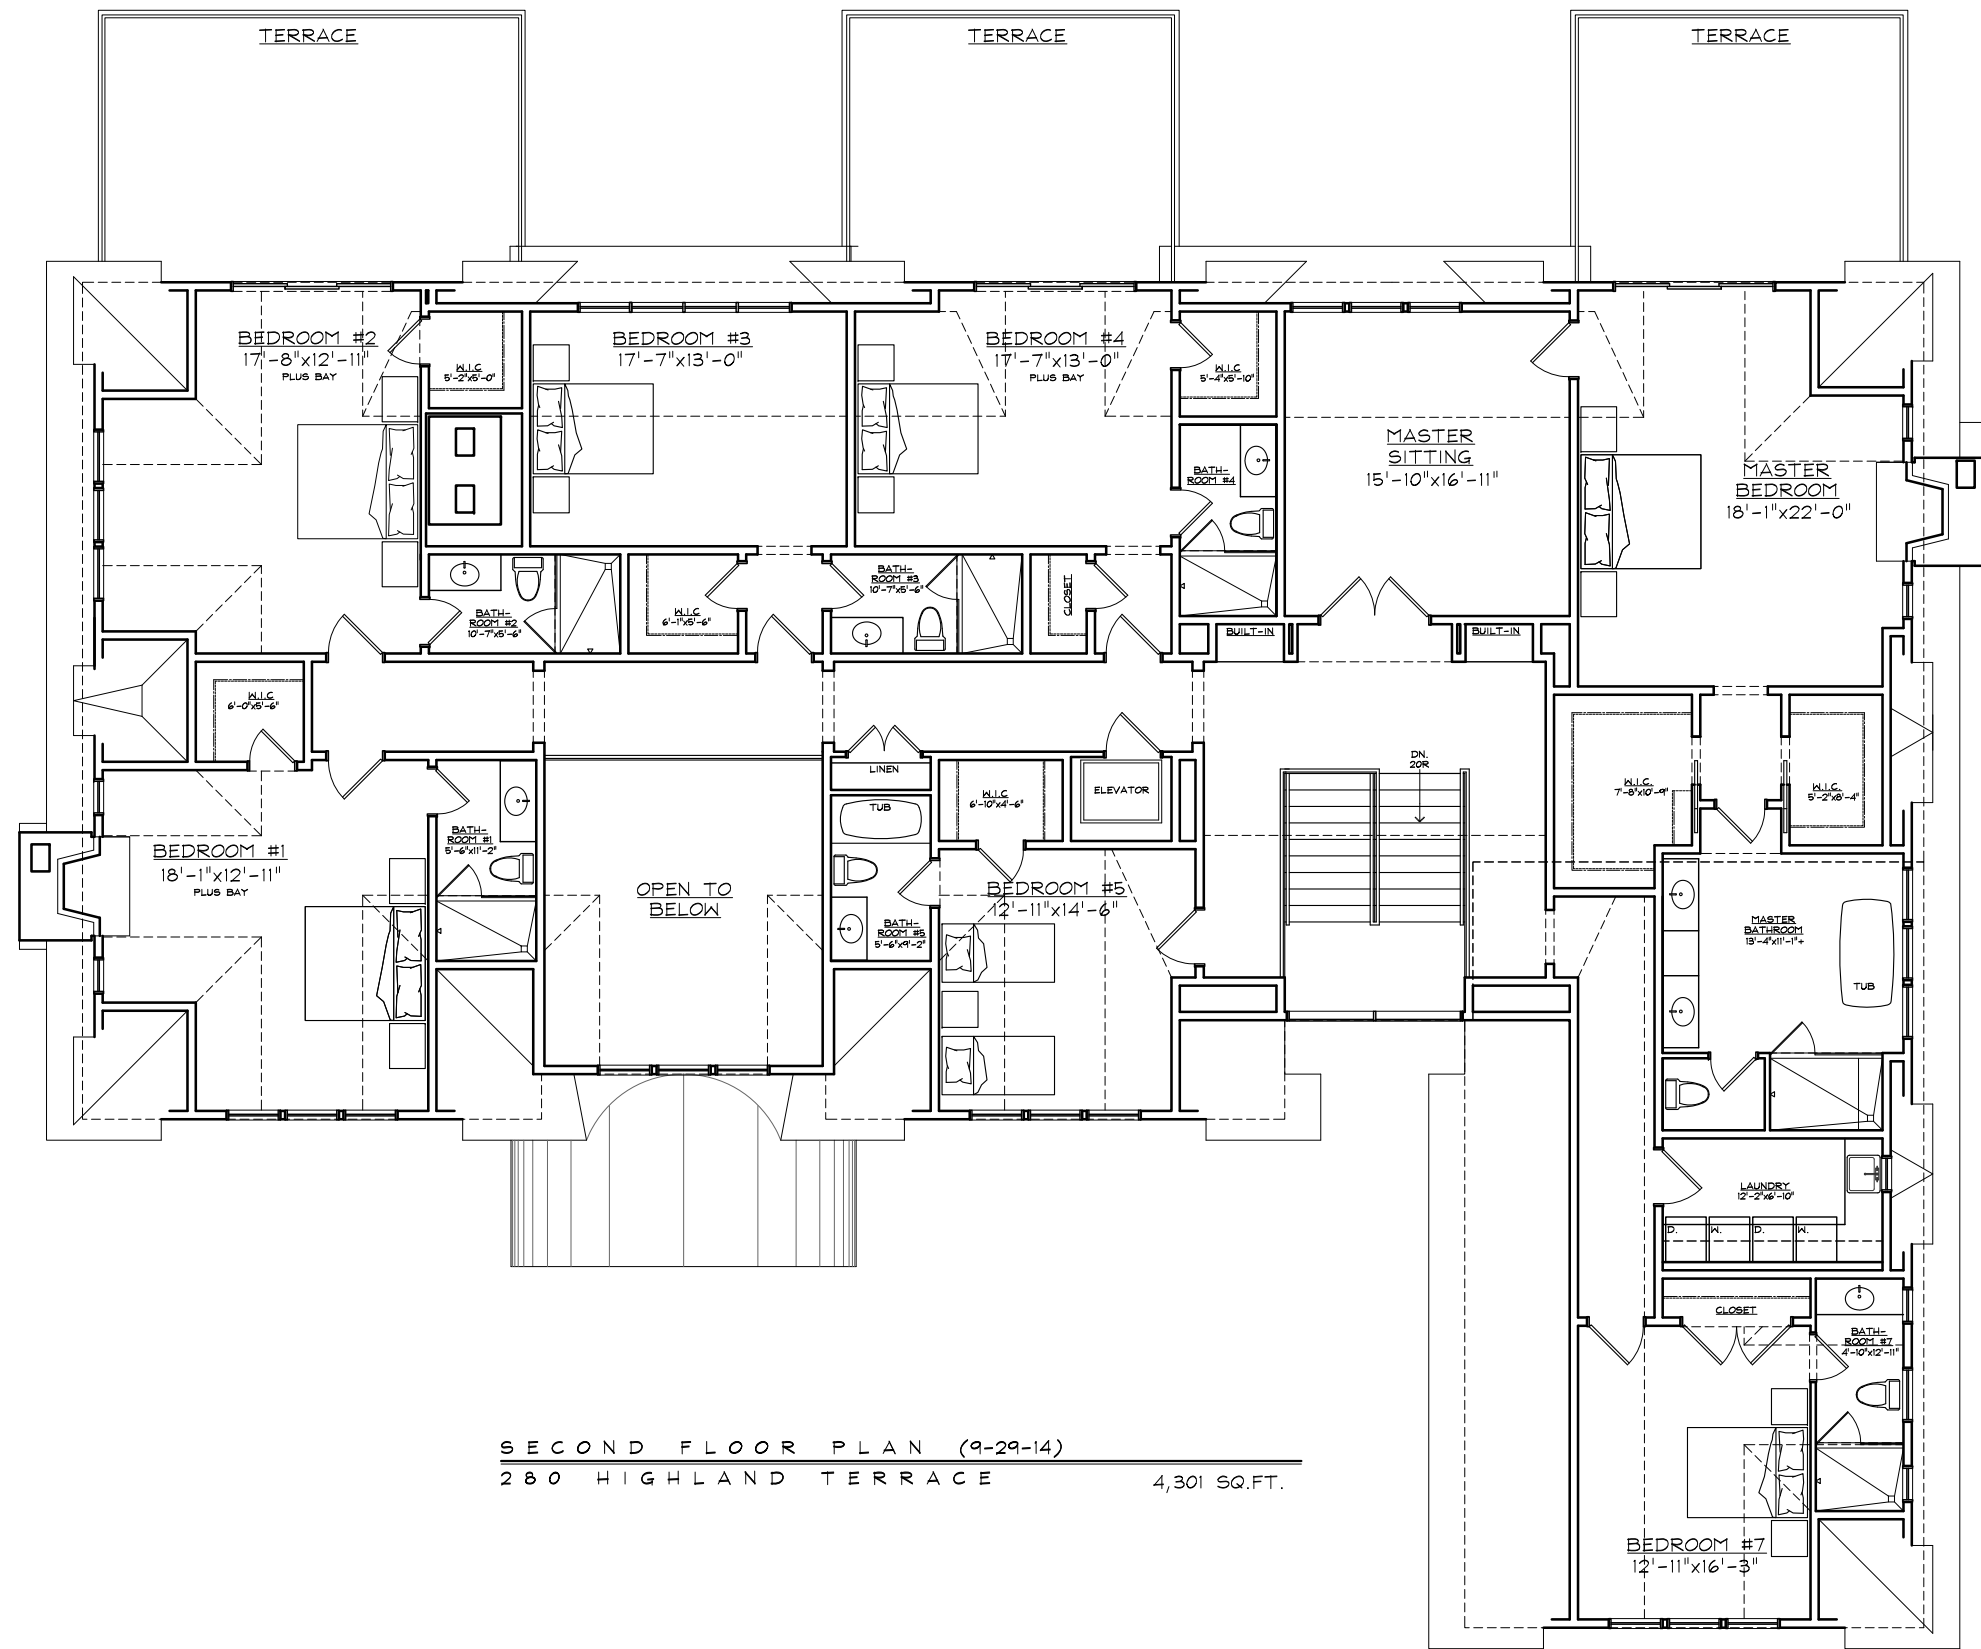 TERRACE
TERRACE
TERRACE
BEDROOM #2
17'-8"x12'-11"
PLUS BAY
W.I.C
5'-2"x5'-0"
BEDROOM #3
17'-7"x13'-0"
BEDROOM #4
17'-7"x13'-0"
PLUS BAY
W.I.C
5'-4"x5'-10"
MASTER
SITTING
15'-10"x16'-11"
MASTER
BEDROOM
18'-1"x22'-0"
BATH-
ROOM #4
BATH-
ROOM #2
10'-7"x5'-6"
W.I.C
6'-1"x5'-6"
BATH-
ROOM #3
10'-7"x5'-6"
CLOSET
BUILT-IN
BUILT-IN
W.I.C
6'-0"x5'-6"
LINEN
ELEVATOR
DN.
20R
W.I.C.
7'-8"x10'-9"
W.I.C.
5'-2"x8'-4"
W.I.C
6'-10"x4'-6"
TUB
BEDROOM #1
18'-1"x12'-11"
PLUS BAY
BATH-
ROOM #1
5'-6"x11'-2"
OPEN TO
BELOW
BATH-
ROOM #5
5'-6"x9'-2"
BEDROOM #5
12'-11"x14'-6"
MASTER
BATHROOM
13'-4"x11'-1"+
TUB
LAUNDRY
12'-2"x6'-10"
D.
W.
D.
W.
CLOSET
BATH-
ROOM #7
4'-10"x12'-11"
BEDROOM #7
12'-11"x16'-3"
SECOND FLOOR PLAN (9-29-14)
280 HIGHLAND TERRACE 4,301 SQ.FT.